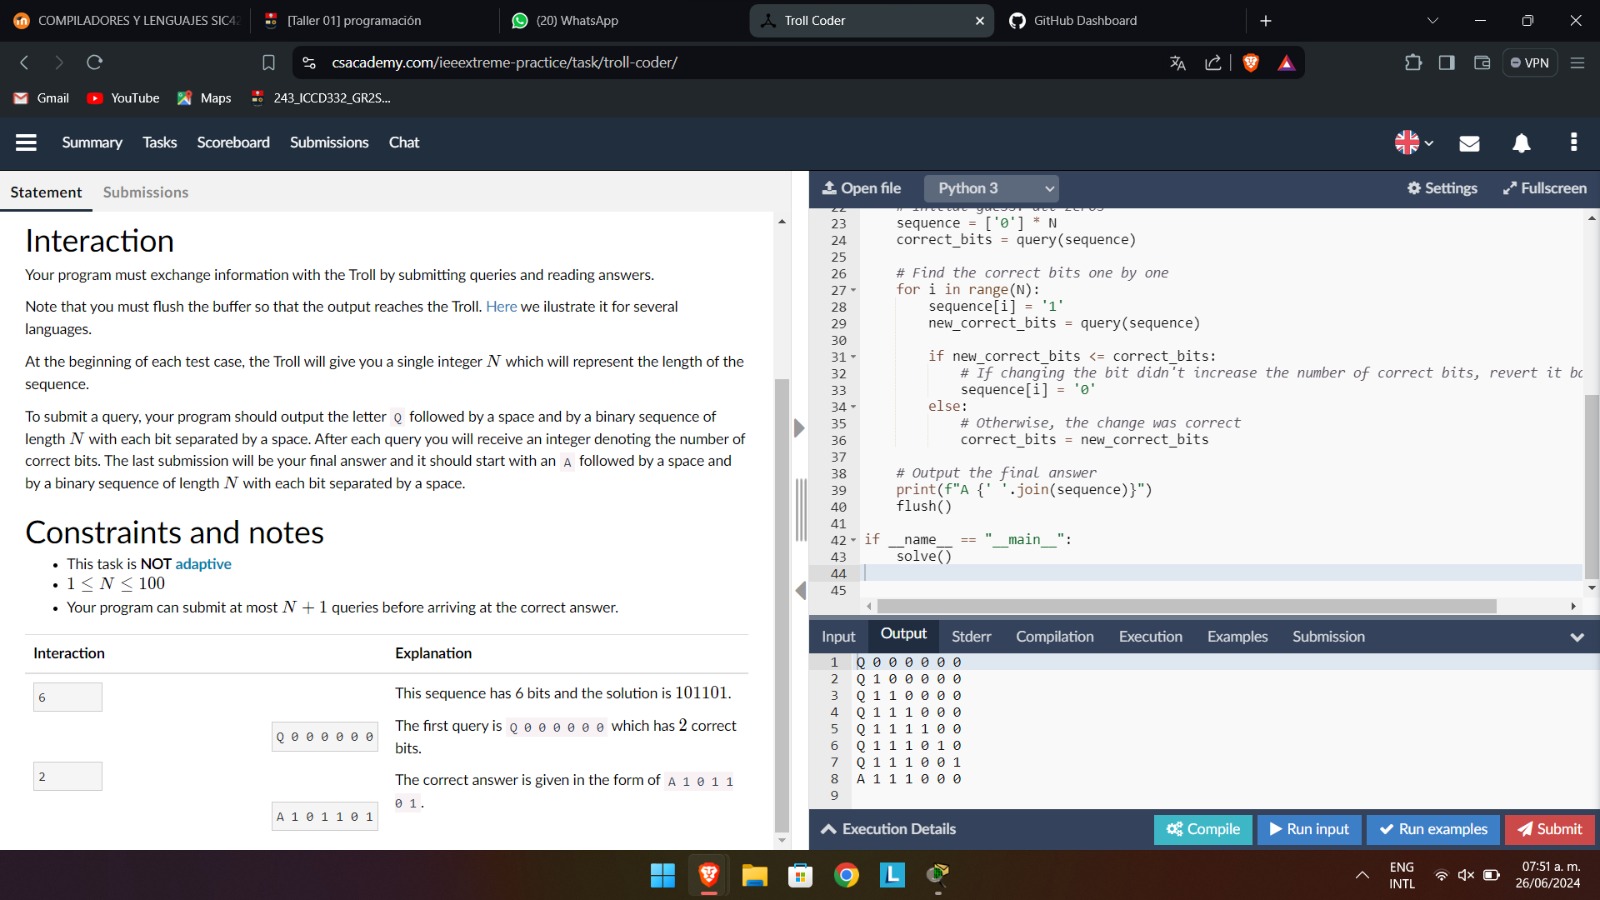 COMPILADORES Y LENGUAJES SIC4
[Taller 01] programación
(20) WhatsApp
Troll Coder
GitHub Dashboard
csacademy.com/ieeextreme-practice/task/troll-coder/
VPN
Gmail
YouTube
Maps
243_ICCD332_GR2S...
Summary
Tasks
Scoreboard
Submissions
Chat
Statement
Submissions
Interaction
Your program must exchange information with the Troll by submitting queries and reading answers.
Note that you must flush the buffer so that the output reaches the Troll. Here we ilustrate it for several
languages.
At the beginning of each test case, the Troll will give you a single integer N which will represent the length of the
sequence.
To submit a query, your program should output the letter Q followed by a space and by a binary sequence of
length N with each bit separated by a space. After each query you will receive an integer denoting the number of
correct bits. The last submission will be your final answer and it should start with an A followed by a space and
by a binary sequence of length N with each bit separated by a space.
Constraints and notes
• This task is NOT adaptive
• 1 ≤ N ≤ 100
• Your program can submit at most N + 1 queries before arriving at the correct answer.
Interaction
Explanation
6
This sequence has 6 bits and the solution is 101101.
Q 0 0 0 0 0 0
The first query is Q 0 0 0 0 0 0 which has 2 correct
bits.
2
The correct answer is given in the form of A 1 0 1 1
0 1 .
A 1 0 1 1 0 1
Open file
Python 3
Settings
Fullscreen
22 # Initial guess: all zeros
23 sequence = ['0'] * N
24 correct_bits = query(sequence)
25
26 # Find the correct bits one by one
27 for i in range(N):
28 sequence[i] = '1'
29 new_correct_bits = query(sequence)
30
31 if new_correct_bits <= correct_bits:
32 # If changing the bit didn't increase the number of correct bits, revert it
33 sequence[i] = '0'
34 else:
35 # Otherwise, the change was correct
36 correct_bits = new_correct_bits
37
38 # Output the final answer
39 print(f"A {' '.join(sequence)}")
40 flush()
41
42 if __name__ == "__main__":
43 solve()
44
45
Input
Output
Stderr
Compilation
Execution
Examples
Submission
1 Q 0 0 0 0 0 0
2 Q 1 0 0 0 0 0
3 Q 1 1 0 0 0 0
4 Q 1 1 1 0 0 0
5 Q 1 1 1 1 0 0
6 Q 1 1 1 0 1 0
7 Q 1 1 1 0 0 1
8 A 1 1 1 0 0 0
9
Execution Details
Compile
Run input
Run examples
Submit
ENG
INTL
07:51 a. m.
26/06/2024